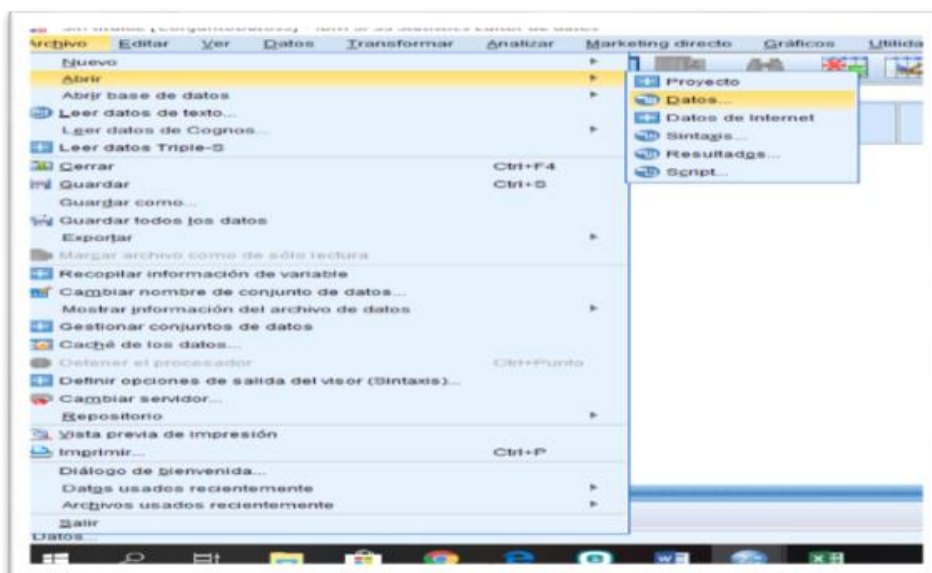 Archivo Editar Ver Datos Transformar Analizar Marketing directo Gráficos Utilida
Nuevo
Abrir
Abrir base de datos
Leer datos de texto...
Leer datos de Cognos...
Leer datos Triple-S
Cerrar Ctrl+F4
Guardar Ctrl+S
Guardar como...
Guardar todos los datos
Exportar
Marcar archivo como de sólo lectura
Recopilar información de variable
Cambiar nombre de conjunto de datos...
Mostrar información del archivo de datos
Gestionar conjuntos de datos
Caché de los datos...
Detener el procesador Ctrl+Punto
Definir opciones de salida del visor (Sintaxis)...
Cambiar servidor...
Repositorio
Vista previa de impresión
Imprimir... Ctrl+P
Diálogo de bienvenida...
Datos usados recientemente
Archivos usados recientemente
Salir
Datos...
Proyecto
Datos...
Datos de Internet
Sintaxis...
Resultados...
Script...